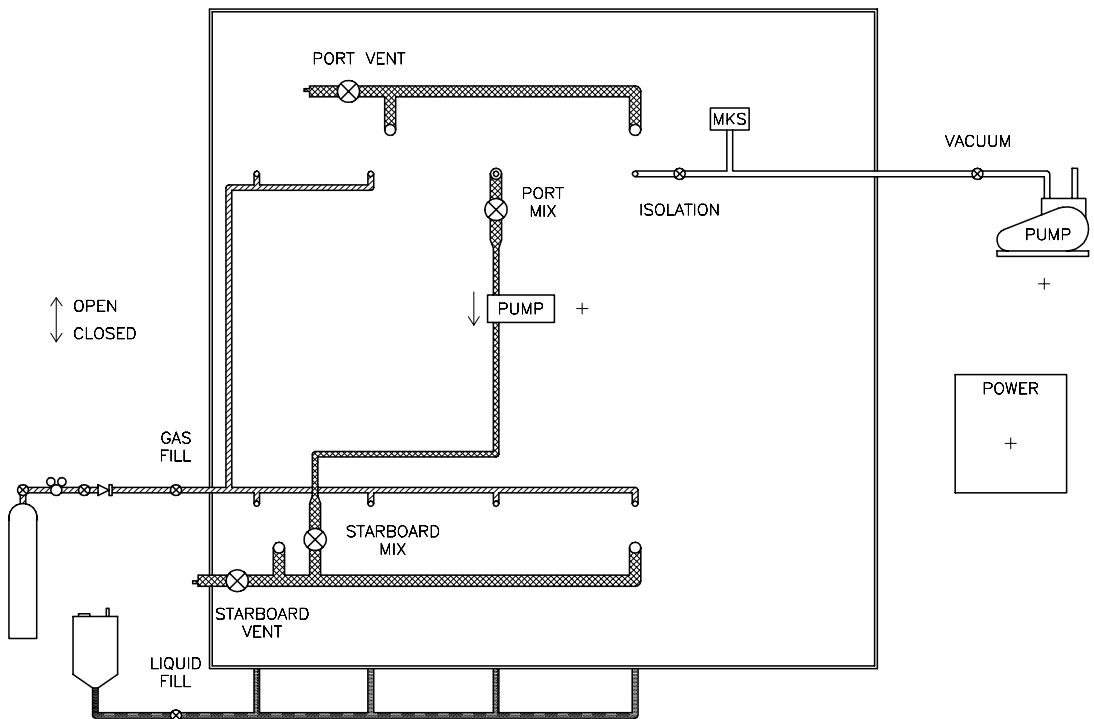 PORT VENT
MKS
VACUUM
PORT
MIX
ISOLATION
PUMP
OPEN
CLOSED
PUMP
POWER
GAS
FILL
STARBOARD
MIX
STARBOARD
VENT
LIQUID
FILL